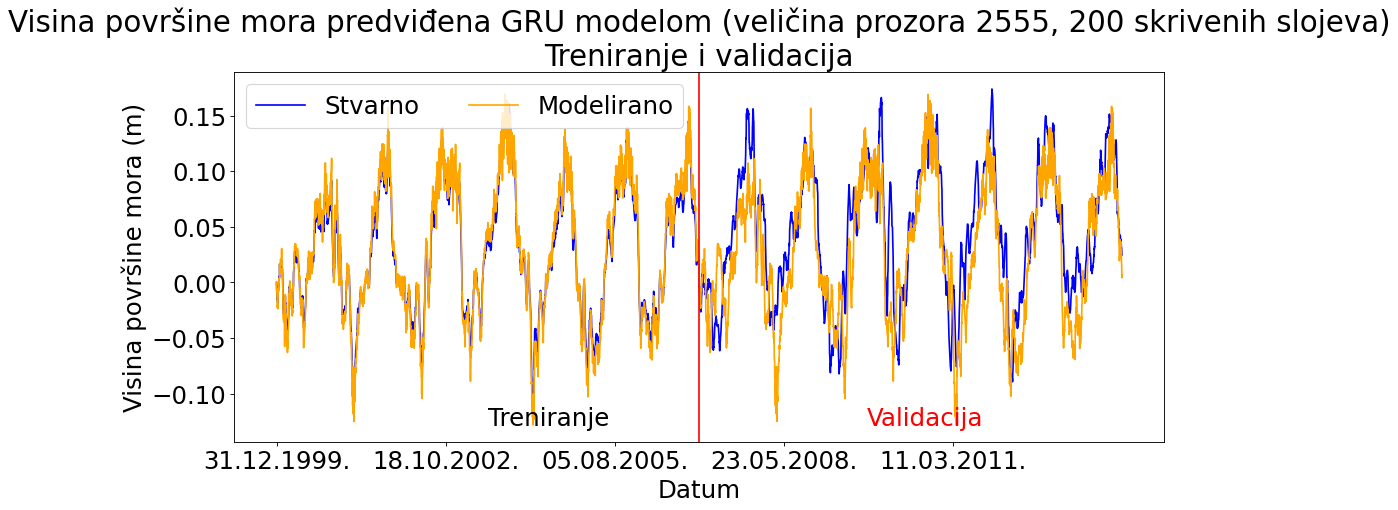 Visina površine mora predviđena GRU modelom (veličina prozora 2555, 200 skrivenih slojeva)
Treniranje i validacija
Stvarno Modelirano
Visina površine mora (m)
0.15
0.10
0.05
0.00
−0.05
−0.10
Treniranje Validacija
31.12.1999. 18.10.2002. 05.08.2005. 23.05.2008. 11.03.2011.
Datum